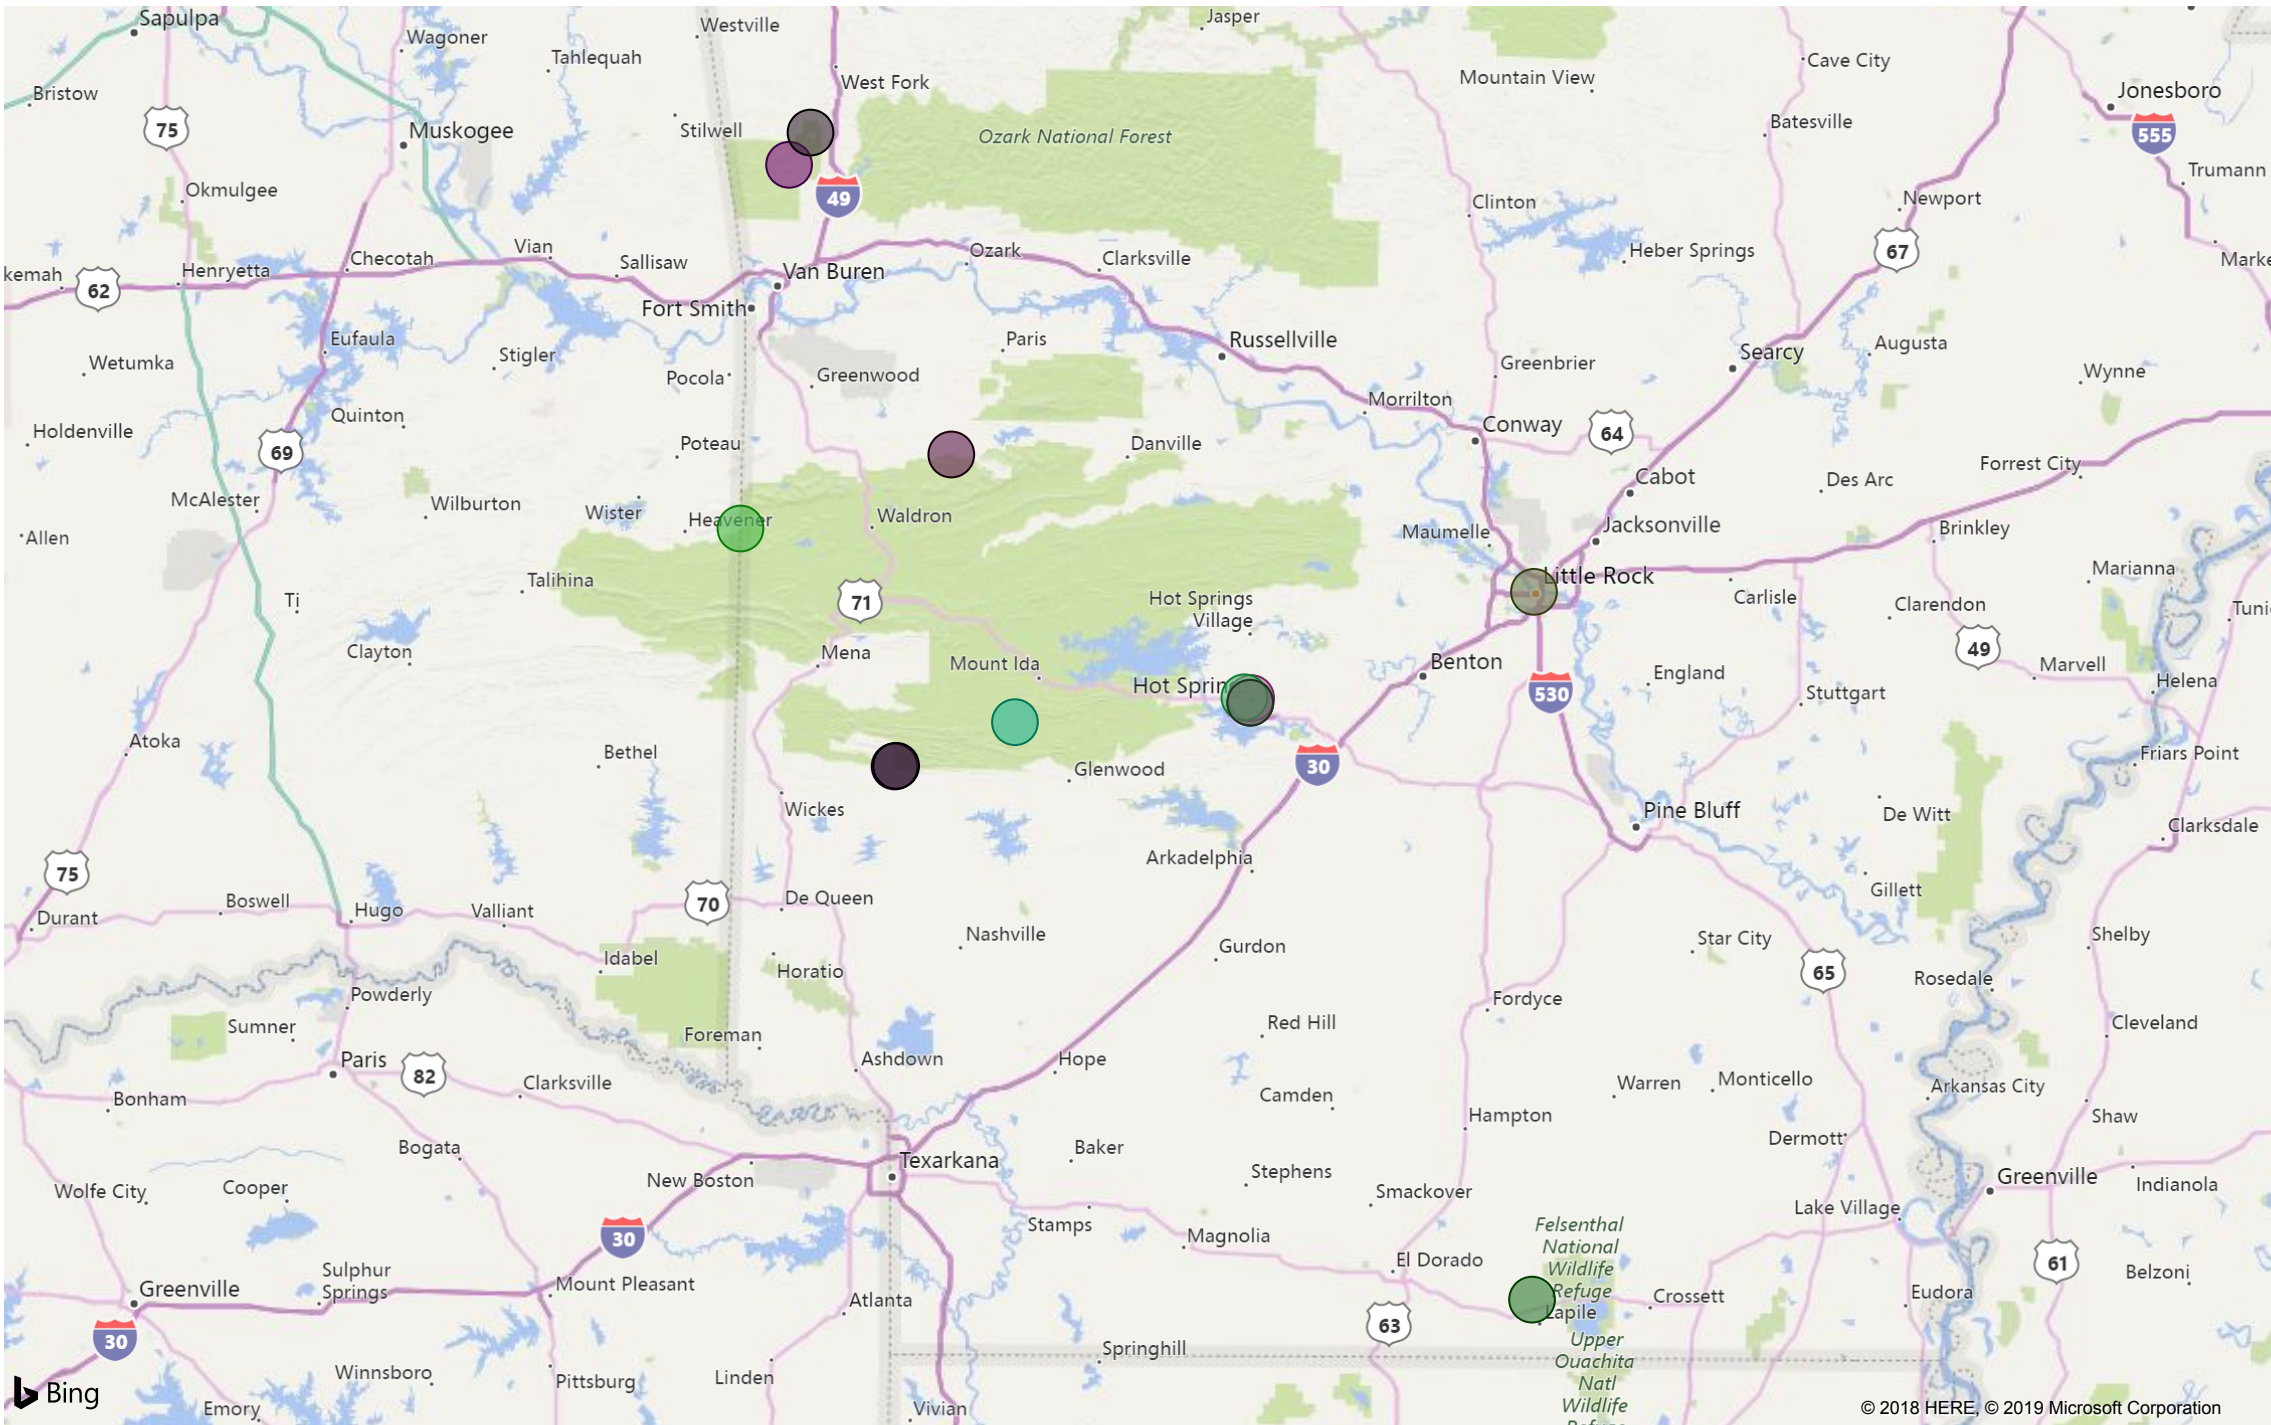 Sapulpa
Wagoner
Westville
Jasper
Tahlequah
West Fork
Mountain View
Cave City
Bristow
Jonesboro
75
Muskogee
Stilwell
Ozark National Forest
Batesville
555
Trumann
Okmulgee
49
Clinton
Newport
Vian
Checotah
Sallisaw
Ozark
Clarksville
Heber Springs
67
Marke
kemah
62
Henryetta
Van Buren
Fort Smith
Eufaula
Paris
Russellville
Searcy
Augusta
Wetumka
Stigler
Pocola
Greenwood
Greenbrier
Wynne
Quinton
Morrilton
Conway
64
Holdenville
69
Poteau
Danville
Forrest City
Cabot
Des Arc
McAlester
Wilburton
Wister
Heavener
Waldron
Maumelle
Jacksonville
Brinkley
Allen
Talihina
Little Rock
Marianna
Ti
71
Hot Springs
Village
Carlisle
Clarendon
Tuni
Clayton
Mena
Mount Ida
Benton
49
Marvell
Hot Sprin
530
England
Stuttgart
Helena
Atoka
Bethel
Glenwood
30
Friars Point
Wickes
Pine Bluff
De Witt
Clarksdale
75
Arkadelphia
Gillett
Durant
Boswell
Hugo
Valliant
70
De Queen
Nashville
Gurdon
Star City
Shelby
Idabel
Horatio
65
Rosedale
Powderly
Fordyce
Sumner
Foreman
Red Hill
Cleveland
Paris
82
Clarksville
Ashdown
Hope
Camden
Warren
Monticello
Arkansas City
Bonham
Hampton
Shaw
Bogata
Baker
Dermott
Texarkana
Wolfe City
Cooper
New Boston
Stephens
Smackover
Greenville
Indianola
Lake Village
30
Stamps
Magnolia
Felsenthal
National
Wildlife
Refuge
El Dorado
61
Belzoni
Greenville
Sulphur
Springs
Mount Pleasant
Atlanta
Lapile
Crossett
Eudora
30
63
Upper
Ouachita
Natl
Wildlife
Springhill
Winnsboro
Pittsburg
Linden
Bing
Emory
Vivian
© 2018 HERE, © 2019 Microsoft Corporation